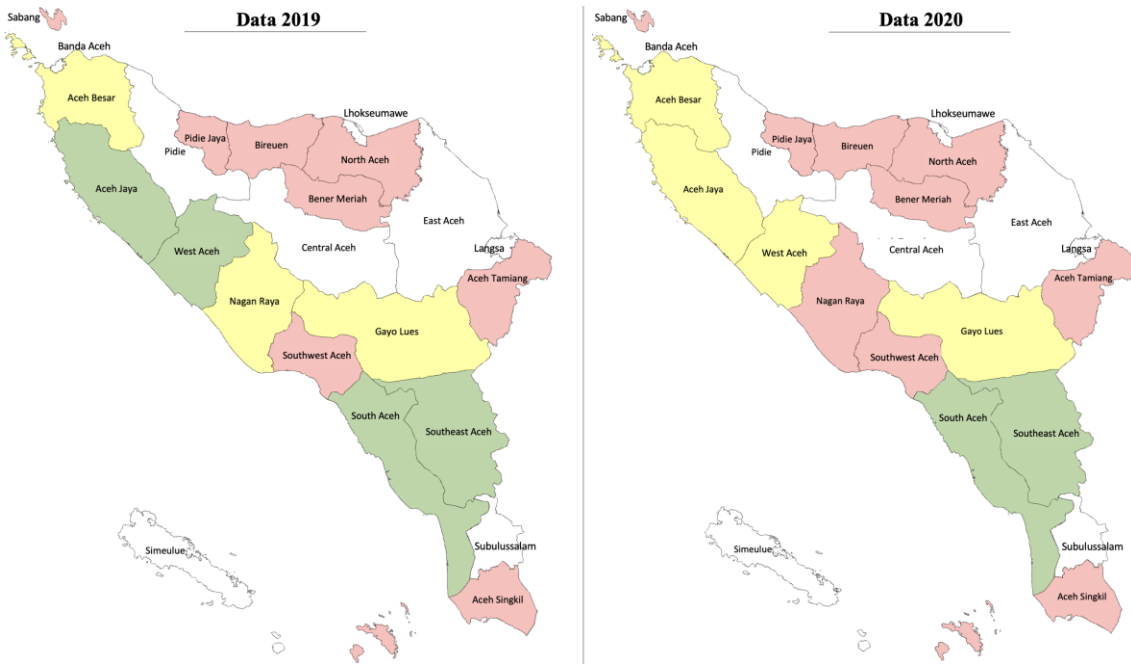 Data 2019
Sabang
Banda Aceh
Aceh Besar
Lhokseumawe
Pidie Jaya
Bireuen
North Aceh
Pidie
Aceh Jaya
Bener Meriah
East Aceh
West Aceh
Central Aceh
Langsa
Aceh Tamiang
Nagan Raya
Gayo Lues
Southwest Aceh
South Aceh
Southeast Aceh
Simeulue
Subulussalam
Aceh Singkil
Data 2020
Sabang
Banda Aceh
Aceh Besar
Lhokseumawe
Pidie Jaya
Bireuen
North Aceh
Pidie
Aceh Jaya
Bener Meriah
East Aceh
West Aceh
Central Aceh
Langsa
Aceh Tamiang
Nagan Raya
Gayo Lues
Southwest Aceh
South Aceh
Southeast Aceh
Simeulue
Subulussalam
Aceh Singkil